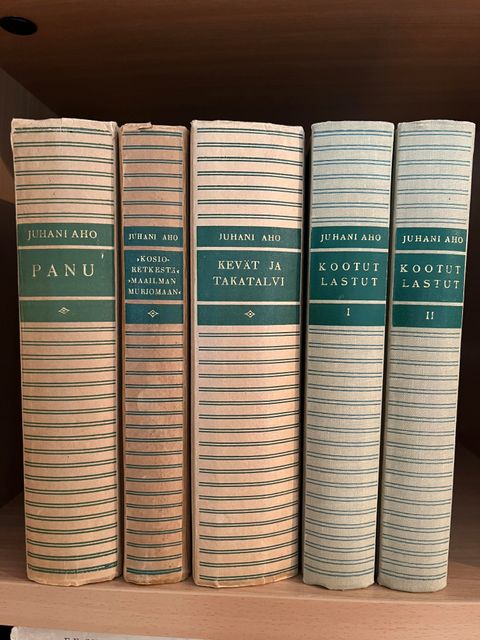 JUHANI AHO
PANU
JUHANI AHO
›KOSIO-
RETKESTÄ‹
›MAAILMAN
MURJOMAAN‹
JUHANI AHO
KEVÄT JA
TAKATALVI
JUHANI AHO
KOOTUT
LASTUT
I
JUHANI AHO
KOOTUT
LASTUT
II